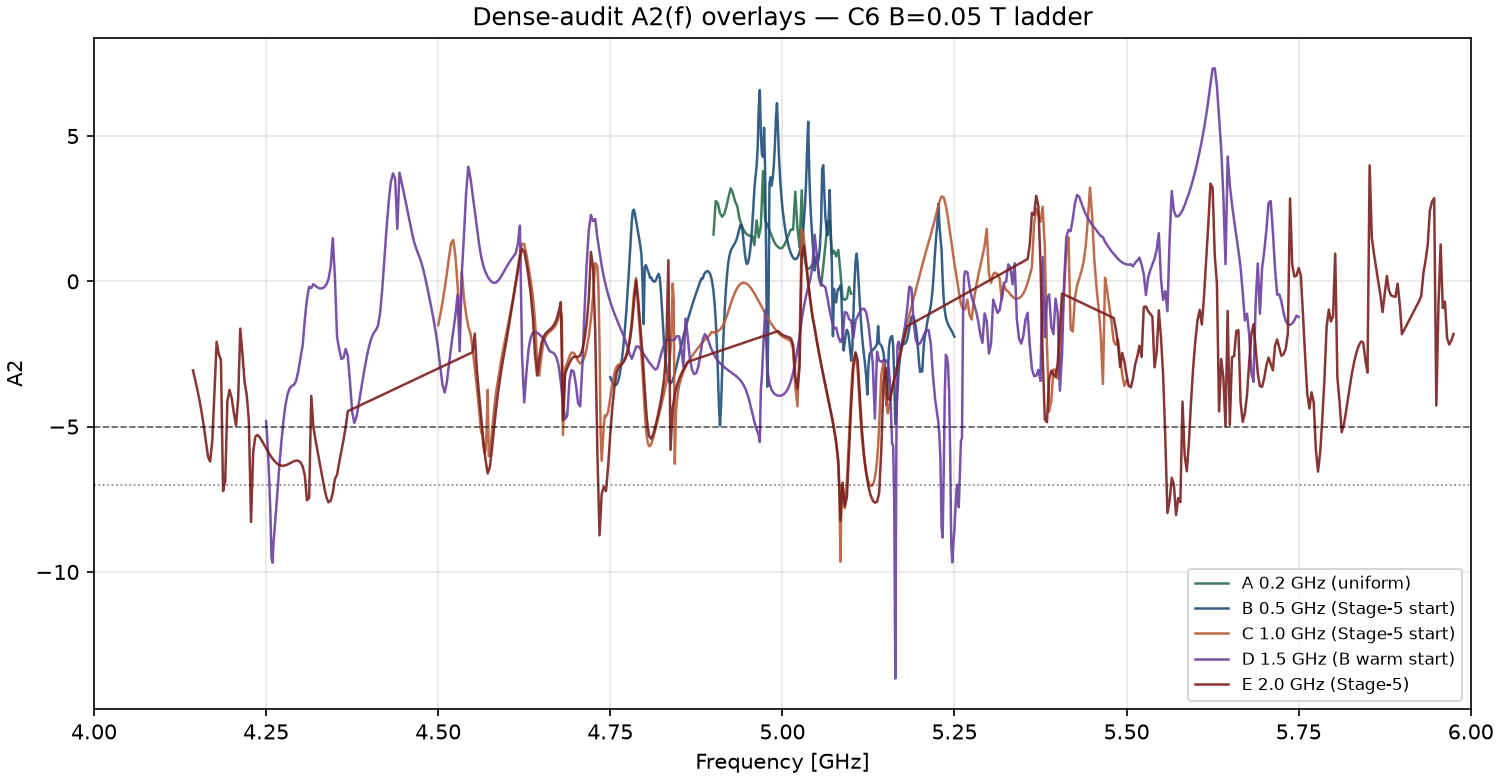 Dense-audit A2(f) overlays — C6 B=0.05 T ladder
A2
5
0
−5
−10
4.00 4.25 4.50 4.75 5.00 5.25 5.50 5.75 6.00
Frequency [GHz]
A 0.2 GHz (uniform)
B 0.5 GHz (Stage-5 start)
C 1.0 GHz (Stage-5 start)
D 1.5 GHz (B warm start)
E 2.0 GHz (Stage-5)